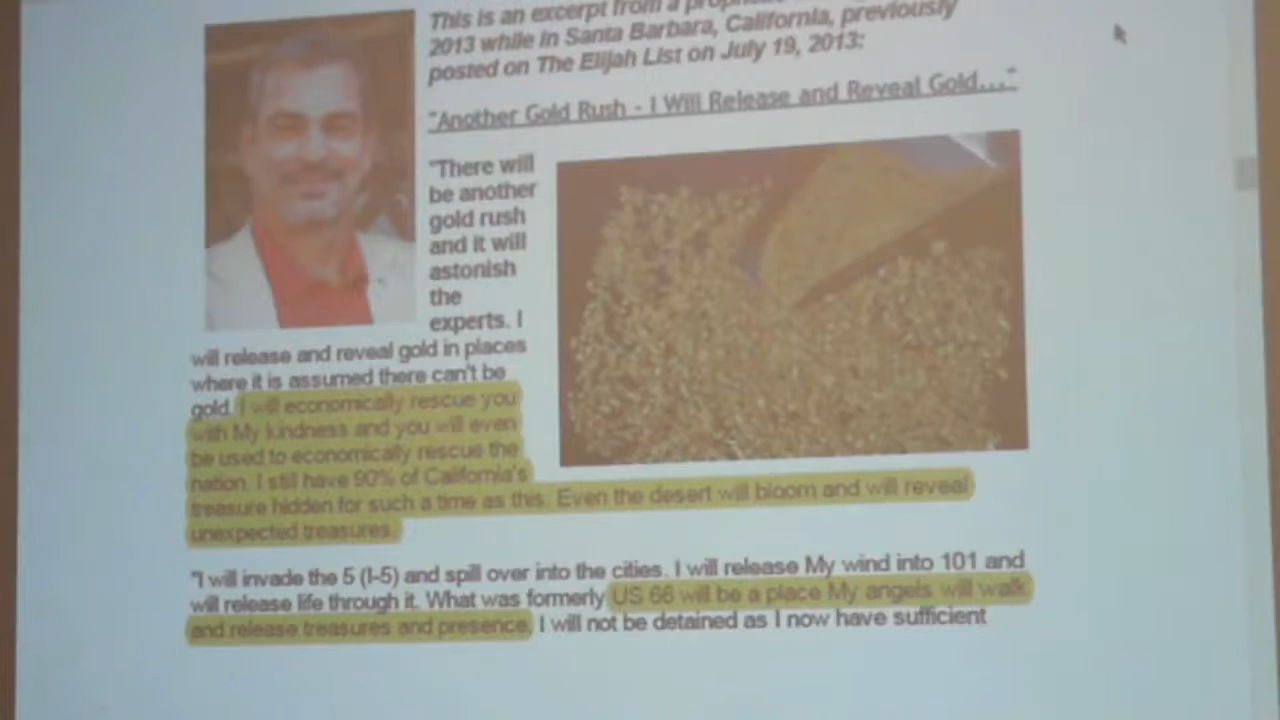 This is an excerpt from a
2013 while in Santa Barbara, California, previously
posted on The Elijah List on July 19, 2013:
"Another Gold Rush - I Will Release and Reveal Gold..."
"There will
be another
gold rush
and it will
astonish
the
experts. I
will release and reveal gold in places
where it is assumed there can't be
gold. I will economically rescue you
with My kindness and you will even
be used to economically rescue the
nation. I still have 90% of California's
treasure hidden for such a time as this. Even the desert will bloom and will reveal
unexpected treasures.
"I will invade the 5 (I-5) and spill over into the cities. I will release My wind into 101 and
will release life through it. What was formerly US 66 will be a place My angels will walk
and release treasures and presence. I will not be detained as I now have sufficient